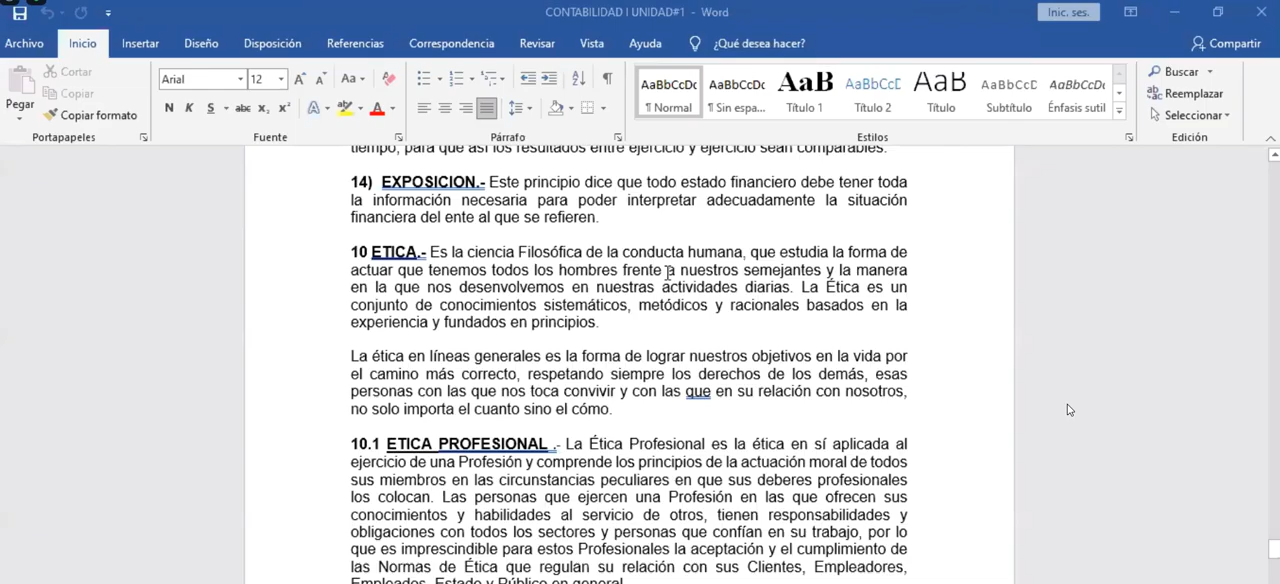 CONTABILIDAD I UNIDAD#1 - Word
Inic. ses.
Archivo Inicio Insertar Diseño Disposición Referencias Correspondencia Revisar Vista Ayuda ¿Qué desea hacer? Compartir
Pegar
Cortar
Copiar
Copiar formato
Portapapeles
Arial 12 A A Aa
N K S abc x₂ x² A A
Fuente
Párrafo
AaBbCcDc AaBbCcDc AaB AaBbCcD AaB AaBbCcD AaBbCcDc
¶ Normal ¶ Sin espa... Título 1 Título 2 Título Subtítulo Énfasis sutil
Estilos
Buscar
Reemplazar
Seleccionar
Edición
tiempo, para que así los resultados entre ejercicio y ejercicio sean comparables.
14) EXPOSICION.- Este principio dice que todo estado financiero debe tener toda
la información necesaria para poder interpretar adecuadamente la situación
financiera del ente al que se refieren.
10 ETICA.- Es la ciencia Filosófica de la conducta humana, que estudia la forma de
actuar que tenemos todos los hombres frente a nuestros semejantes y la manera
en la que nos desenvolvemos en nuestras actividades diarias. La Ética es un
conjunto de conocimientos sistemáticos, metódicos y racionales basados en la
experiencia y fundados en principios.
La ética en líneas generales es la forma de lograr nuestros objetivos en la vida por
el camino más correcto, respetando siempre los derechos de los demás, esas
personas con las que nos toca convivir y con las que en su relación con nosotros,
no solo importa el cuanto sino el cómo.
10.1 ETICA PROFESIONAL .- La Ética Profesional es la ética en sí aplicada al
ejercicio de una Profesión y comprende los principios de la actuación moral de todos
sus miembros en las circunstancias peculiares en que sus deberes profesionales
los colocan. Las personas que ejercen una Profesión en las que ofrecen sus
conocimientos y habilidades al servicio de otros, tienen responsabilidades y
obligaciones con todos los sectores y personas que confían en su trabajo, por lo
que es imprescindible para estos Profesionales la aceptación y el cumplimiento de
las Normas de Ética que regulan su relación con sus Clientes, Empleadores,
Empleados, Estado y Público en general